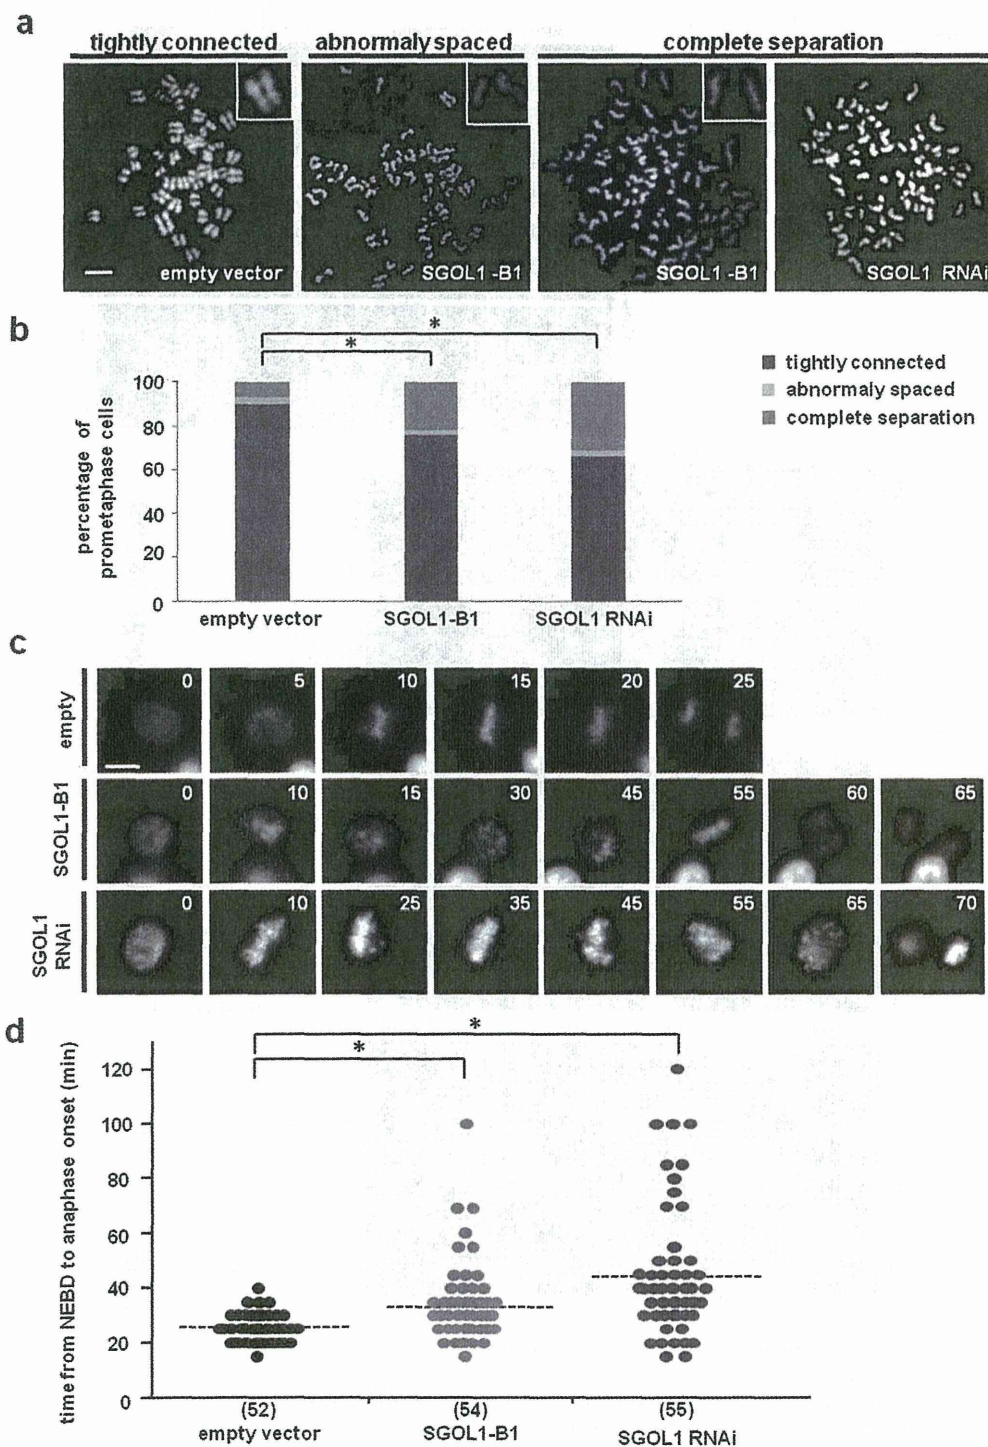 a
tightly connected abnormaly spaced complete separation
empty vector SGOL1 -B1 SGOL1 -B1 SGOL1 RNAi
b
* 
*
percentage of
prometaphase cells
100
80
60
40
20
0
empty vector SGOL1-B1 SGOL1 RNAi
tightly connected
abnormaly spaced
complete separation
c
empty
0 5 10 15 20 25
SGOL1-B1
0 10 15 30 45 55 60 65
SGOL1
RNAi
0 10 25 35 45 55 65 70
d
*
*
time from NEBD to anaphase onset (min)
120
100
80
60
40
20
0
(52) (54) (55)
empty vector SGOL1-B1 SGOL1 RNAi